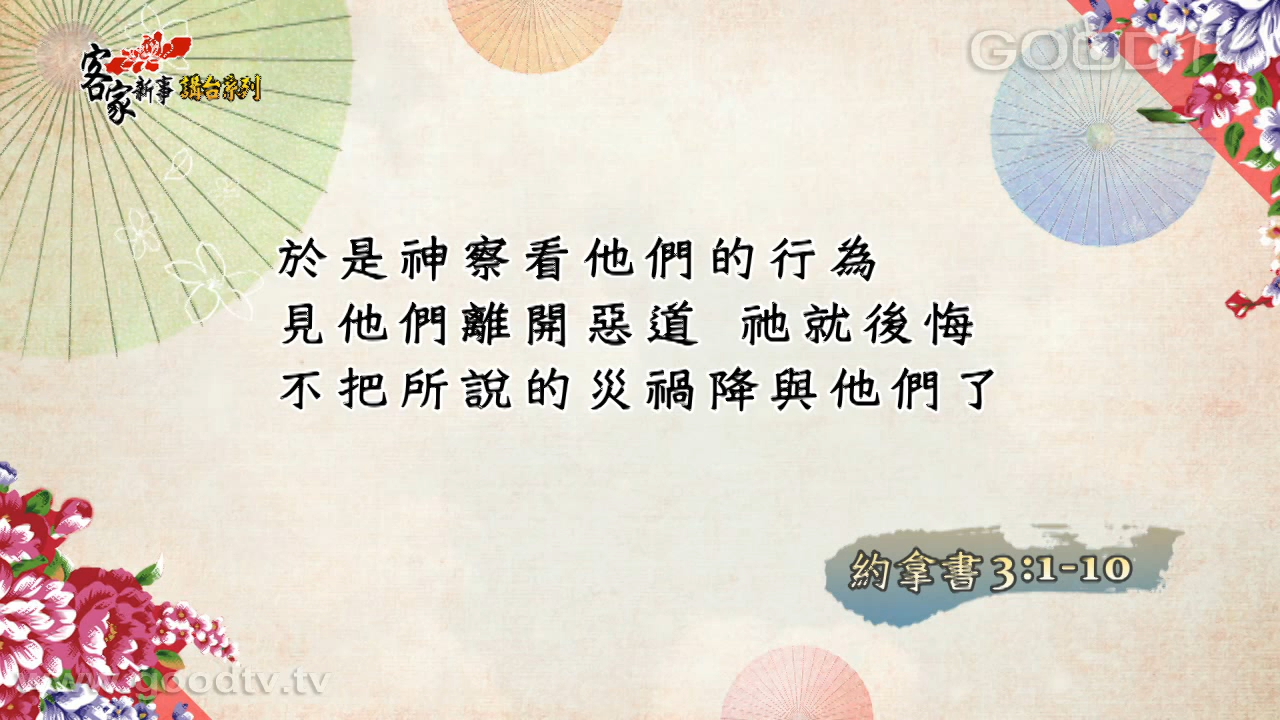 客家新事 講台系列
GOODTV
於是神察看他們的行為
見他們離開惡道 祂就後悔
不把所說的災禍降與他們了
約拿書 3:1-10
www.goodtv.tv